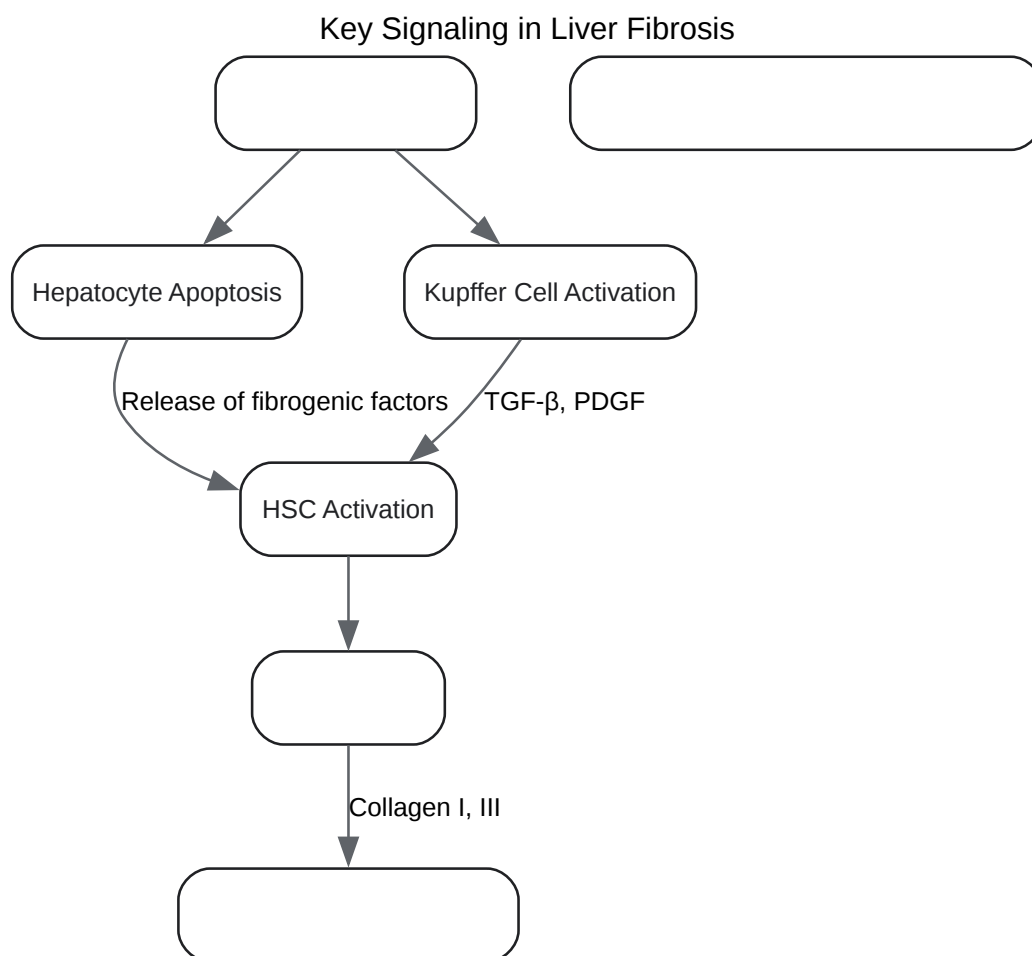 Key Signaling in Liver Fibrosis
Hepatocyte Apoptosis
Kupffer Cell Activation
Release of fibrogenic factors
TGF-β, PDGF
HSC Activation
Collagen I, III